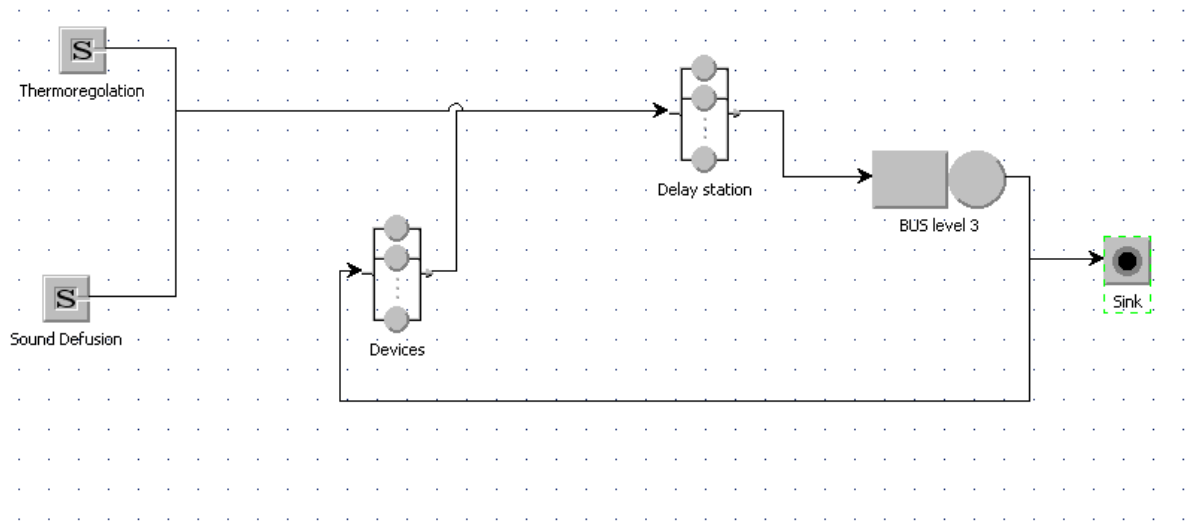 S
Thermoregolation
Delay station
BUS level 3
S
Sound Defusion
Devices
Sink